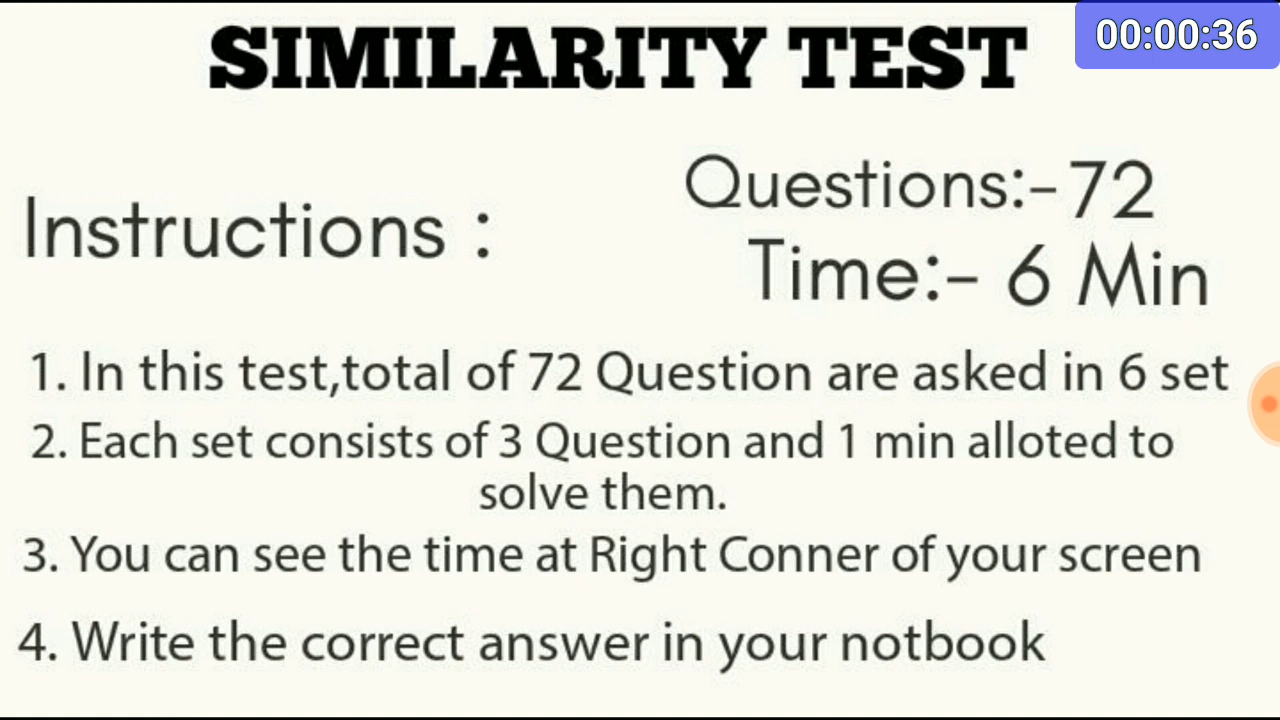 SIMILARITY TEST
00:00:36
Questions:-72
Instructions :
Time:- 6 Min
1. In this test,total of 72 Question are asked in 6 set
2. Each set consists of 3 Question and 1 min alloted to
solve them.
3. You can see the time at Right Conner of your screen
4. Write the correct answer in your notbook